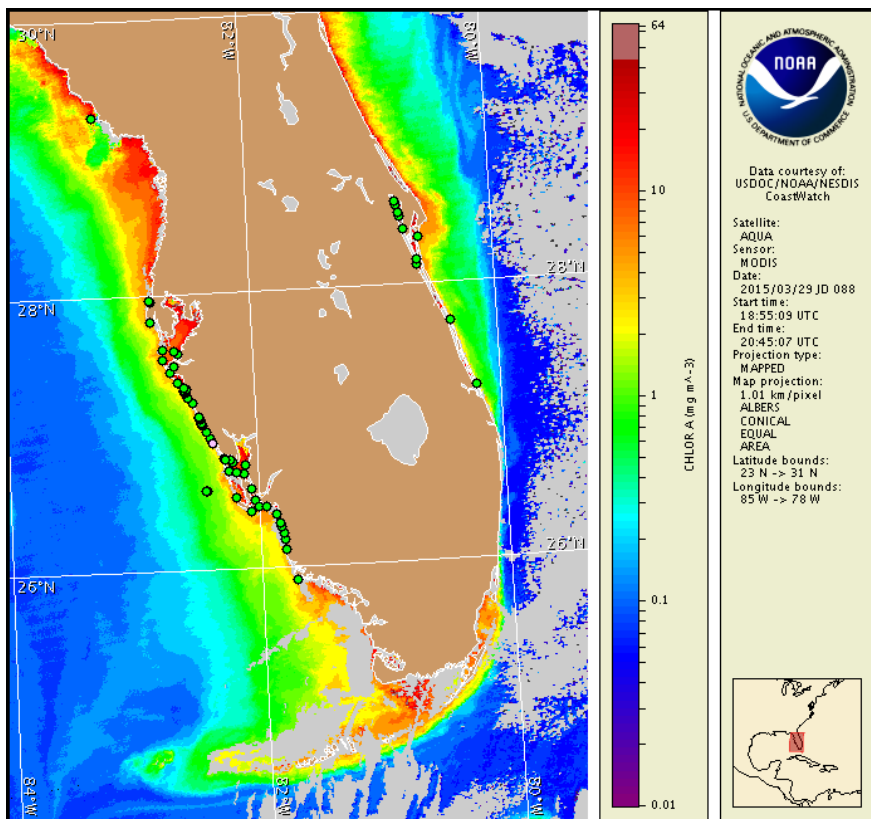 30°N
82°W
80°W
28°N
28°N
26°N
26°N
84°W
82°W
80°W
64
10
1
0.1
0.01
CHLOR A (mg m^-3)
NATIONAL OCEANIC AND ATMOSPHERIC ADMINISTRATION
NOAA
U.S. DEPARTMENT OF COMMERCE
Data courtesy of:
USDOC/NOAA/NESDIS
CoastWatch
Satellite:
AQUA
Sensor:
MODIS
Date:
2015/03/29 JD 088
Start time:
18:55:09 UTC
End time:
20:45:07 UTC
Projection type:
MAPPED
Map projection:
1.01 km/pixel
ALBERS
CONICAL
EQUAL
AREA
Latitude bounds:
23 N -> 31 N
Longitude bounds:
85 W -> 78 W